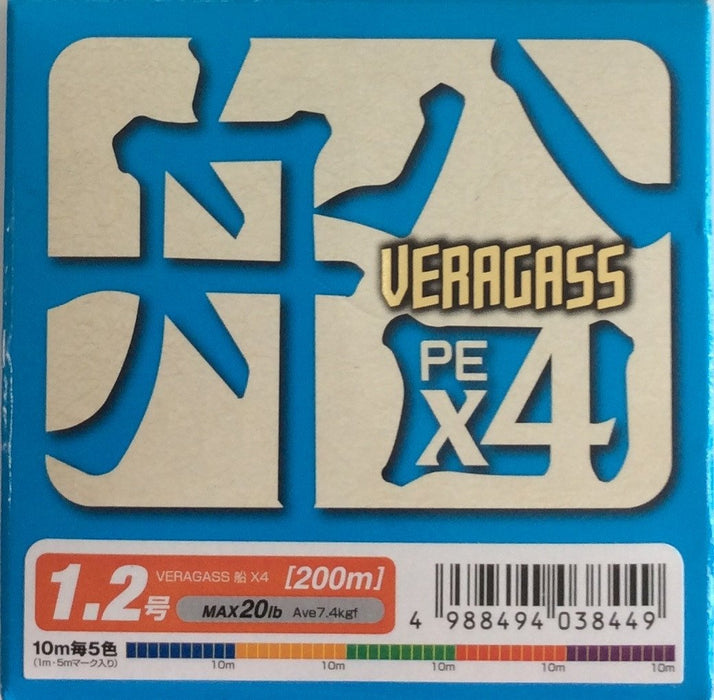 船
VERAGASS
PE
X4
1.2号
VERAGASS 船 X4 [200m]
MAX20lb Ave7.4kgf
4 988494 038449
10m毎5色
(1m・5mマーク入り)
10m 10m 10m 10m 10m